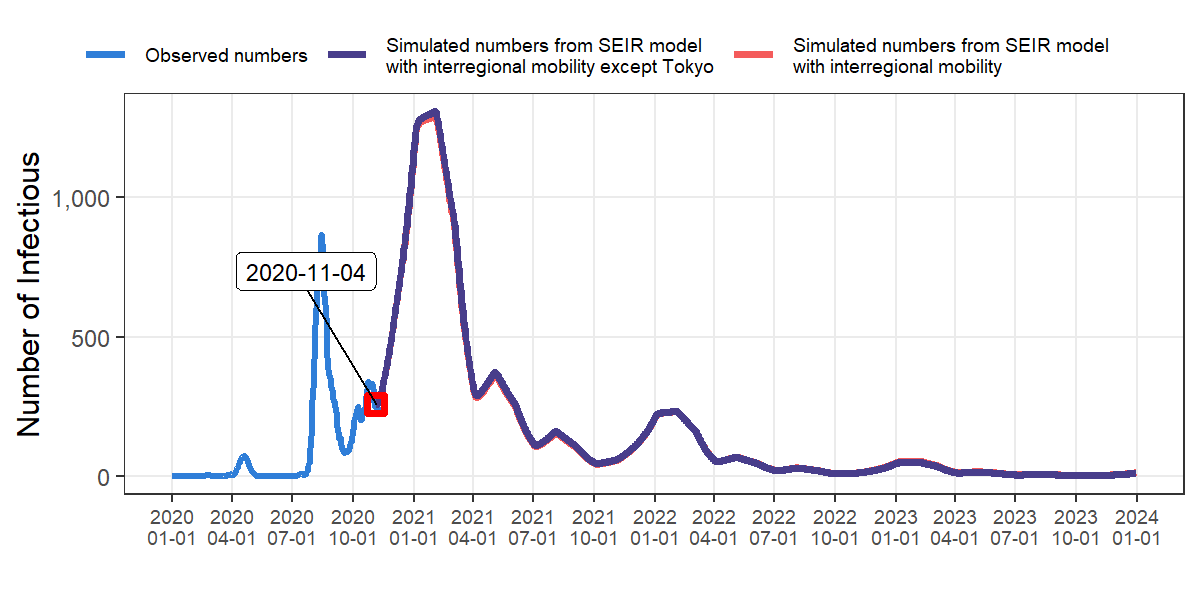 Observed numbers
Simulated numbers from SEIR model
with interregional mobility except Tokyo
Simulated numbers from SEIR model
with interregional mobility
Number of Infectious
1,000
500
0
2020-11-04
2020 2020 2020 2020 2021 2021 2021 2021 2022 2022 2022 2022 2023 2023 2023 2023 2024
01-01 04-01 07-01 10-01 01-01 04-01 07-01 10-01 01-01 04-01 07-01 10-01 01-01 04-01 07-01 10-01 01-01